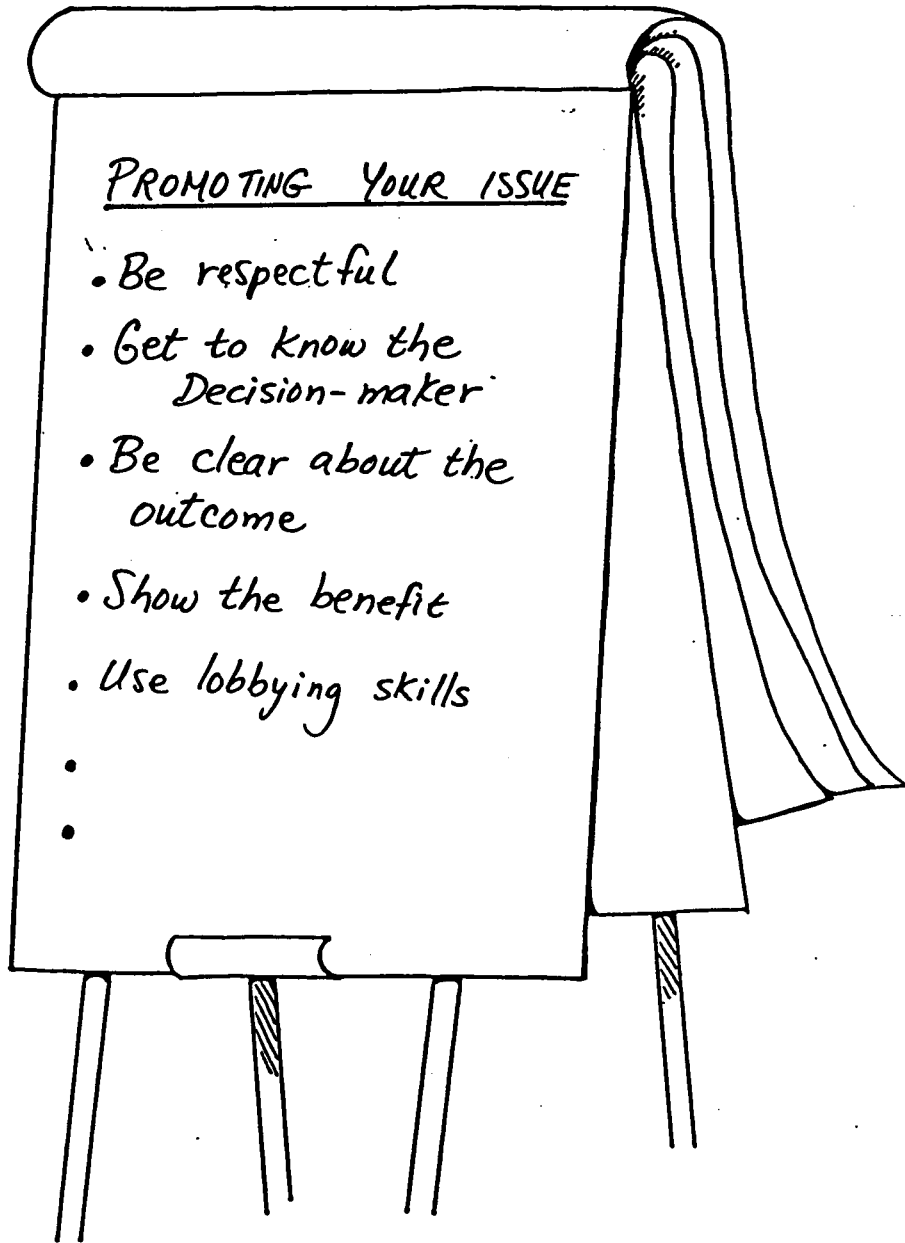 PROMOTING YOUR ISSUE
• Be respectful
• Get to know the
Decision-maker
• Be clear about the
outcome
• Show the benefit
• Use lobbying skills
•
•